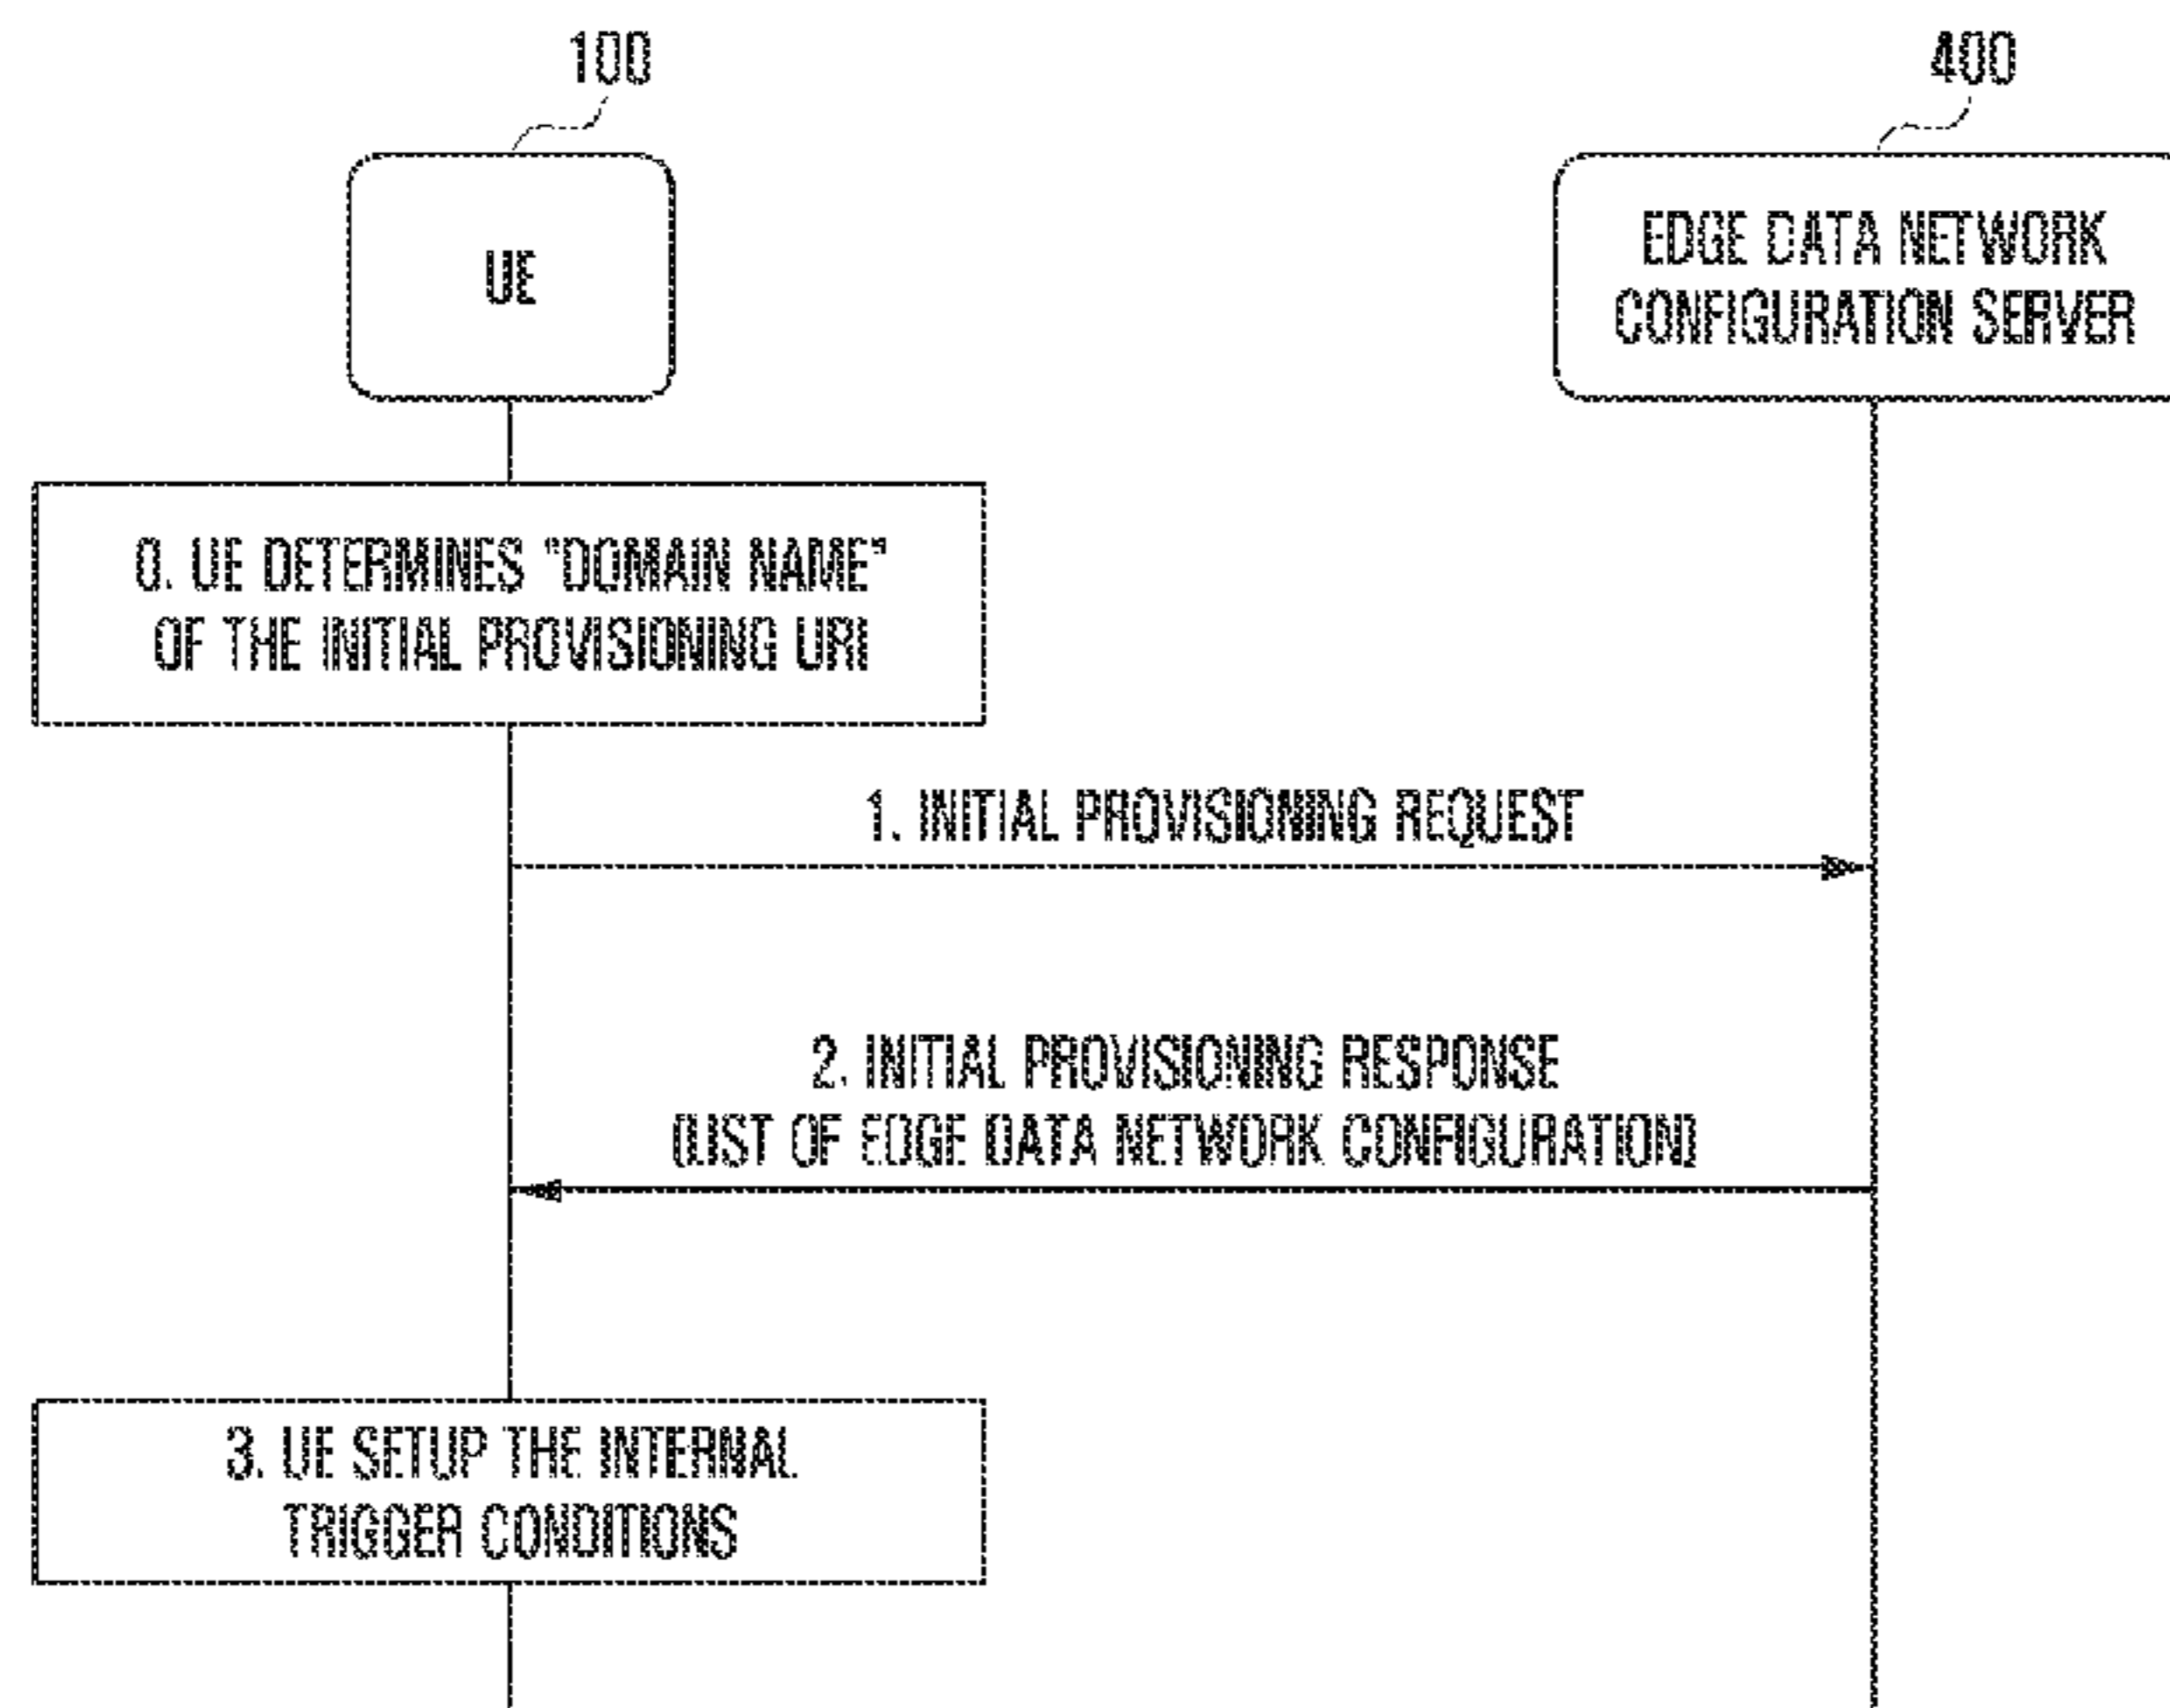 100
400
UE
EDGE DATA NETWORK
CONFIGURATION SERVER
0. UE DETERMINES "DOMAIN NAME"
OF THE INITIAL PROVISIONING URI
1. INITIAL PROVISIONING REQUEST
2. INITIAL PROVISIONING RESPONSE
(LIST OF EDGE DATA NETWORK CONFIGURATION)
3. UE SETUP THE INTERNAL
TRIGGER CONDITIONS